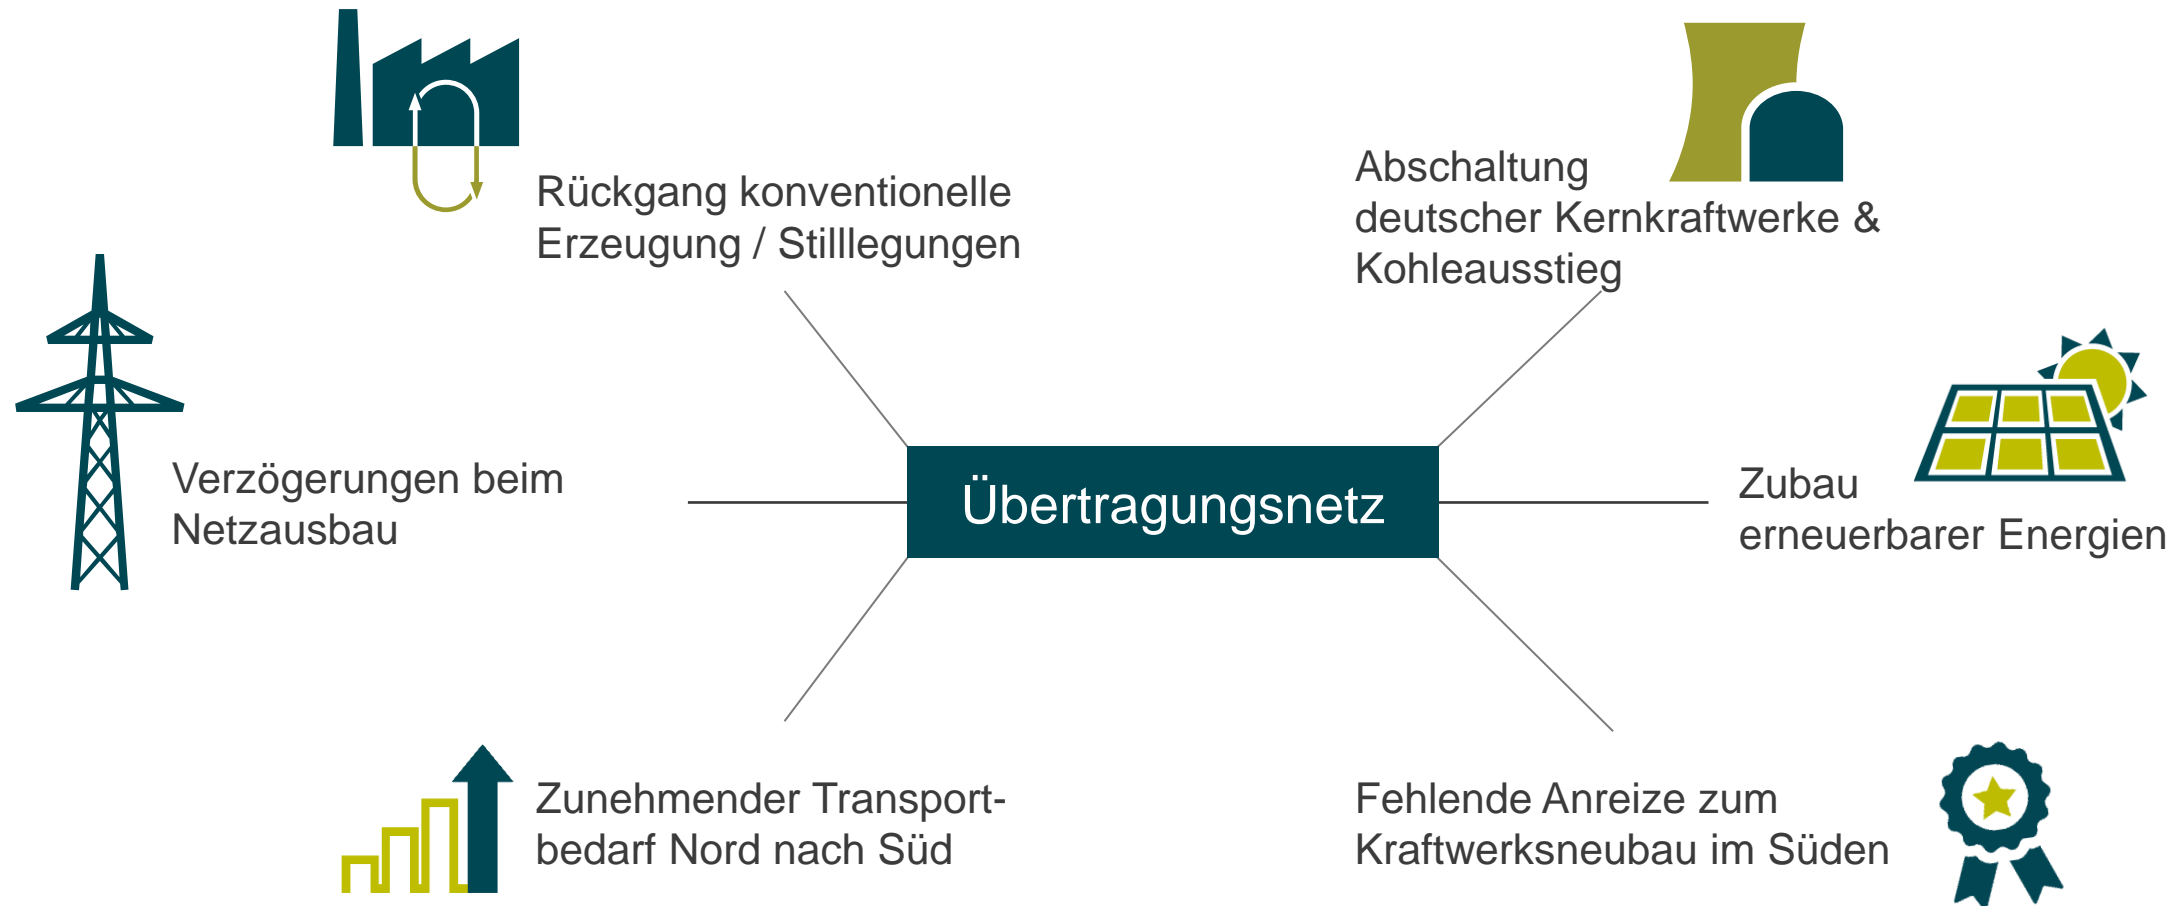 Rückgang konventionelle
Erzeugung / Stilllegungen
Abschaltung
deutscher Kernkraftwerke &
Kohleausstieg
Verzögerungen beim
Netzausbau
Übertragungsnetz
Zubau
erneuerbarer Energien
Zunehmender Transport-
bedarf Nord nach Süd
Fehlende Anreize zum
Kraftwerksneubau im Süden